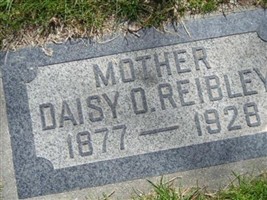 MOTHER
DAISY D. REIBLEY
1877 — 1928